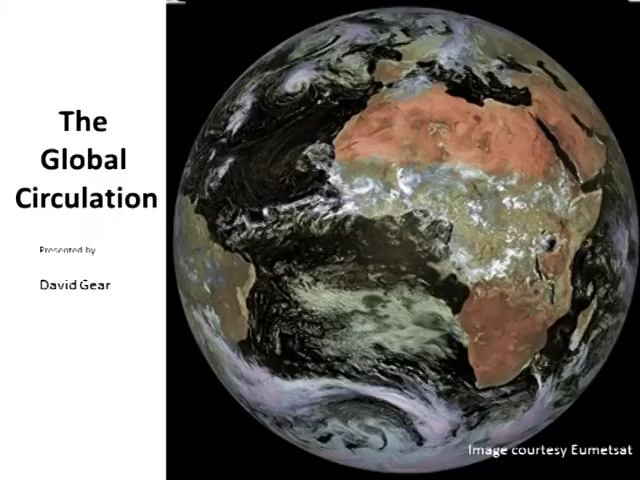 The
Global
Circulation
Presented by
David Gear
Image courtesy Eumetsat